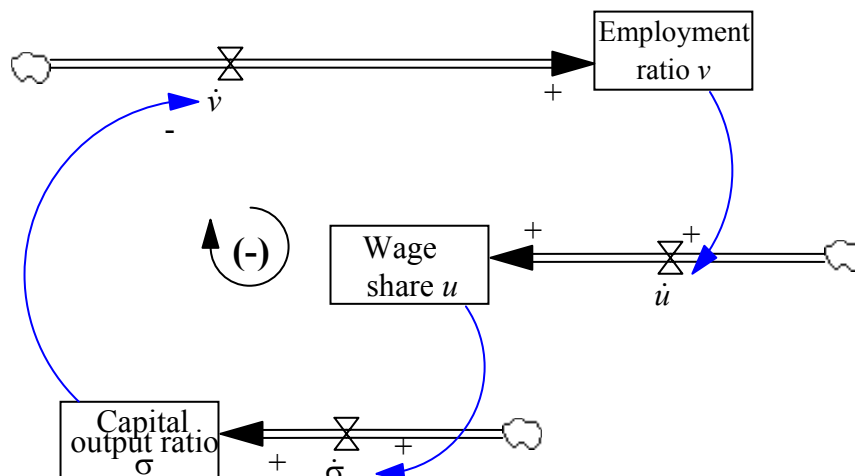 Employment
ratio v
v̇
+
-
(-)
Wage
share u
+
+
u̇
Capital
output ratio
σ
+
+
σ̇